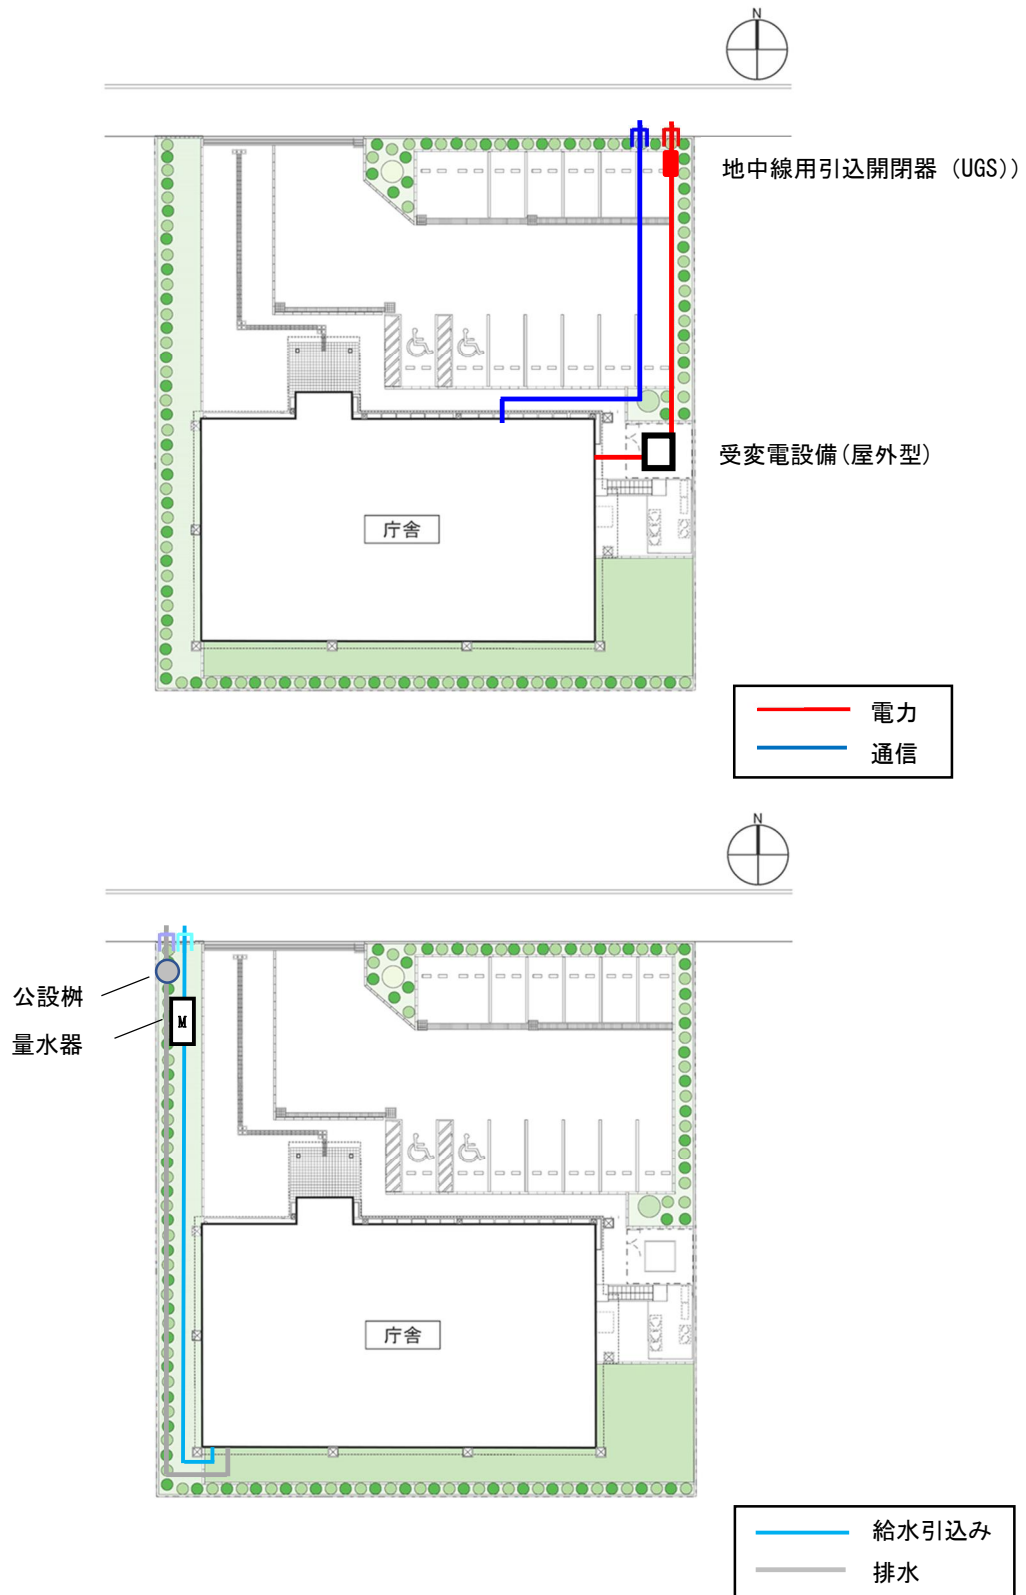 N
地中線用引込開閉器 (UGS))
受変電設備(屋外型)
庁舎
電力
通信
N
公設桝
量水器
M
庁舎
給水引込み
排水